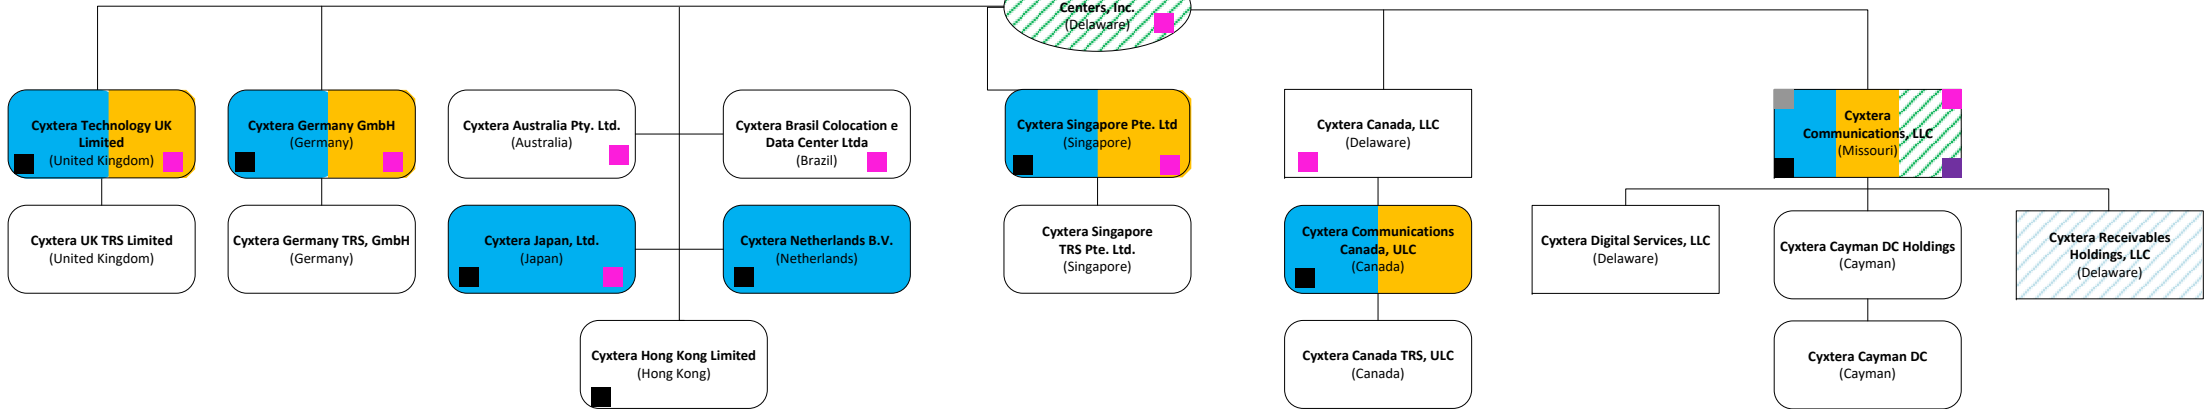 Centers, Inc.
(Delaware)
Cyxtera Technology UK
Limited
(United Kingdom)
Cyxtera Germany GmbH
(Germany)
Cyxtera Australia Pty. Ltd.
(Australia)
Cyxtera Brasil Colocation e
Data Center Ltda
(Brazil)
Cyxtera Singapore Pte. Ltd
(Singapore)
Cyxtera Canada, LLC
(Delaware)
Cyxtera
Communications, LLC
(Missouri)
Cyxtera UK TRS Limited
(United Kingdom)
Cyxtera Germany TRS, GmbH
(Germany)
Cyxtera Japan, Ltd.
(Japan)
Cyxtera Netherlands B.V.
(Netherlands)
Cyxtera Singapore
TRS Pte. Ltd.
(Singapore)
Cyxtera Communications
Canada, ULC
(Canada)
Cyxtera Digital Services, LLC
(Delaware)
Cyxtera Cayman DC Holdings
(Cayman)
Cyxtera Receivables
Holdings, LLC
(Delaware)
Cyxtera Hong Kong Limited
(Hong Kong)
Cyxtera Canada TRS, ULC
(Canada)
Cyxtera Cayman DC
(Cayman)